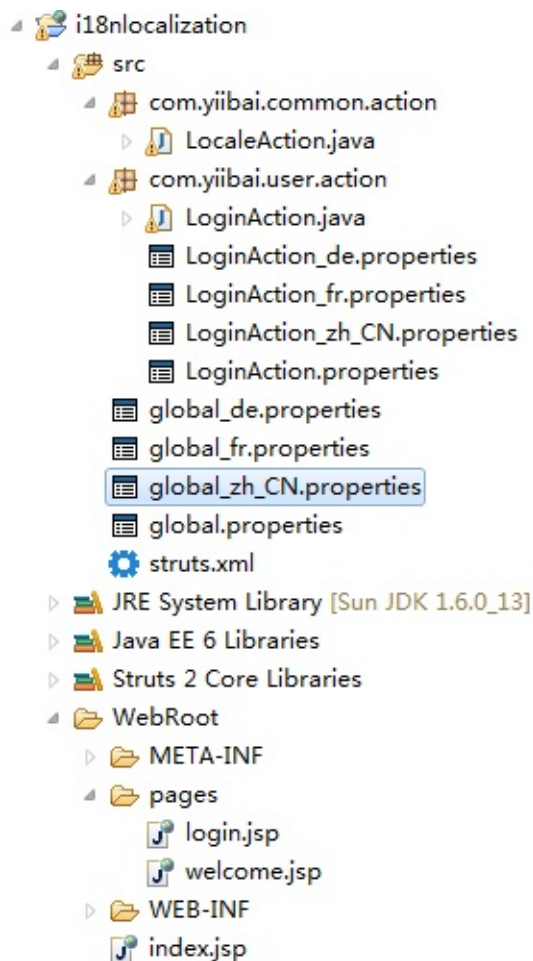 i18nlocalization
src
com.yiibai.common.action
LocaleAction.java
com.yiibai.user.action
LoginAction.java
LoginAction_de.properties
LoginAction_fr.properties
LoginAction_zh_CN.properties
LoginAction.properties
global_de.properties
global_fr.properties
global_zh_CN.properties
global.properties
struts.xml
JRE System Library [Sun JDK 1.6.0_13]
Java EE 6 Libraries
Struts 2 Core Libraries
WebRoot
META-INF
pages
login.jsp
welcome.jsp
WEB-INF
index.jsp